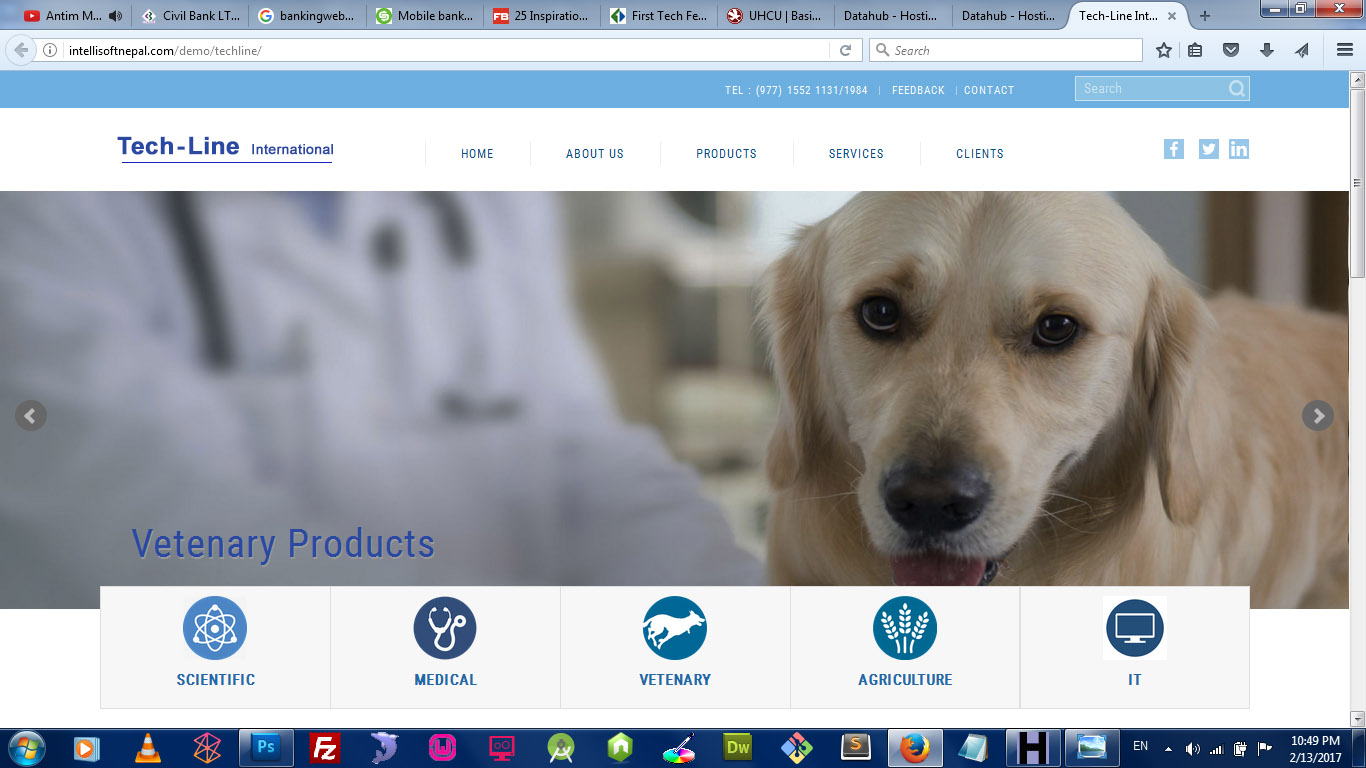 Antim M...
Civil Bank LT...
bankingweb...
Mobile bank...
25 Inspiratio...
First Tech Fe...
UHCU | Basi...
Datahub - Hosti...
Datahub - Hosti...
Tech-Line Int...
intellisoftnepal.com/demo/techline/
Search
TEL : (977) 1552 1131/1984 | FEEDBACK | CONTACT
Search
Tech-Line International
HOME
ABOUT US
PRODUCTS
SERVICES
CLIENTS
Vetenary Products
SCIENTIFIC
MEDICAL
VETENARY
AGRICULTURE
IT
EN
10:49 PM
2/13/2017